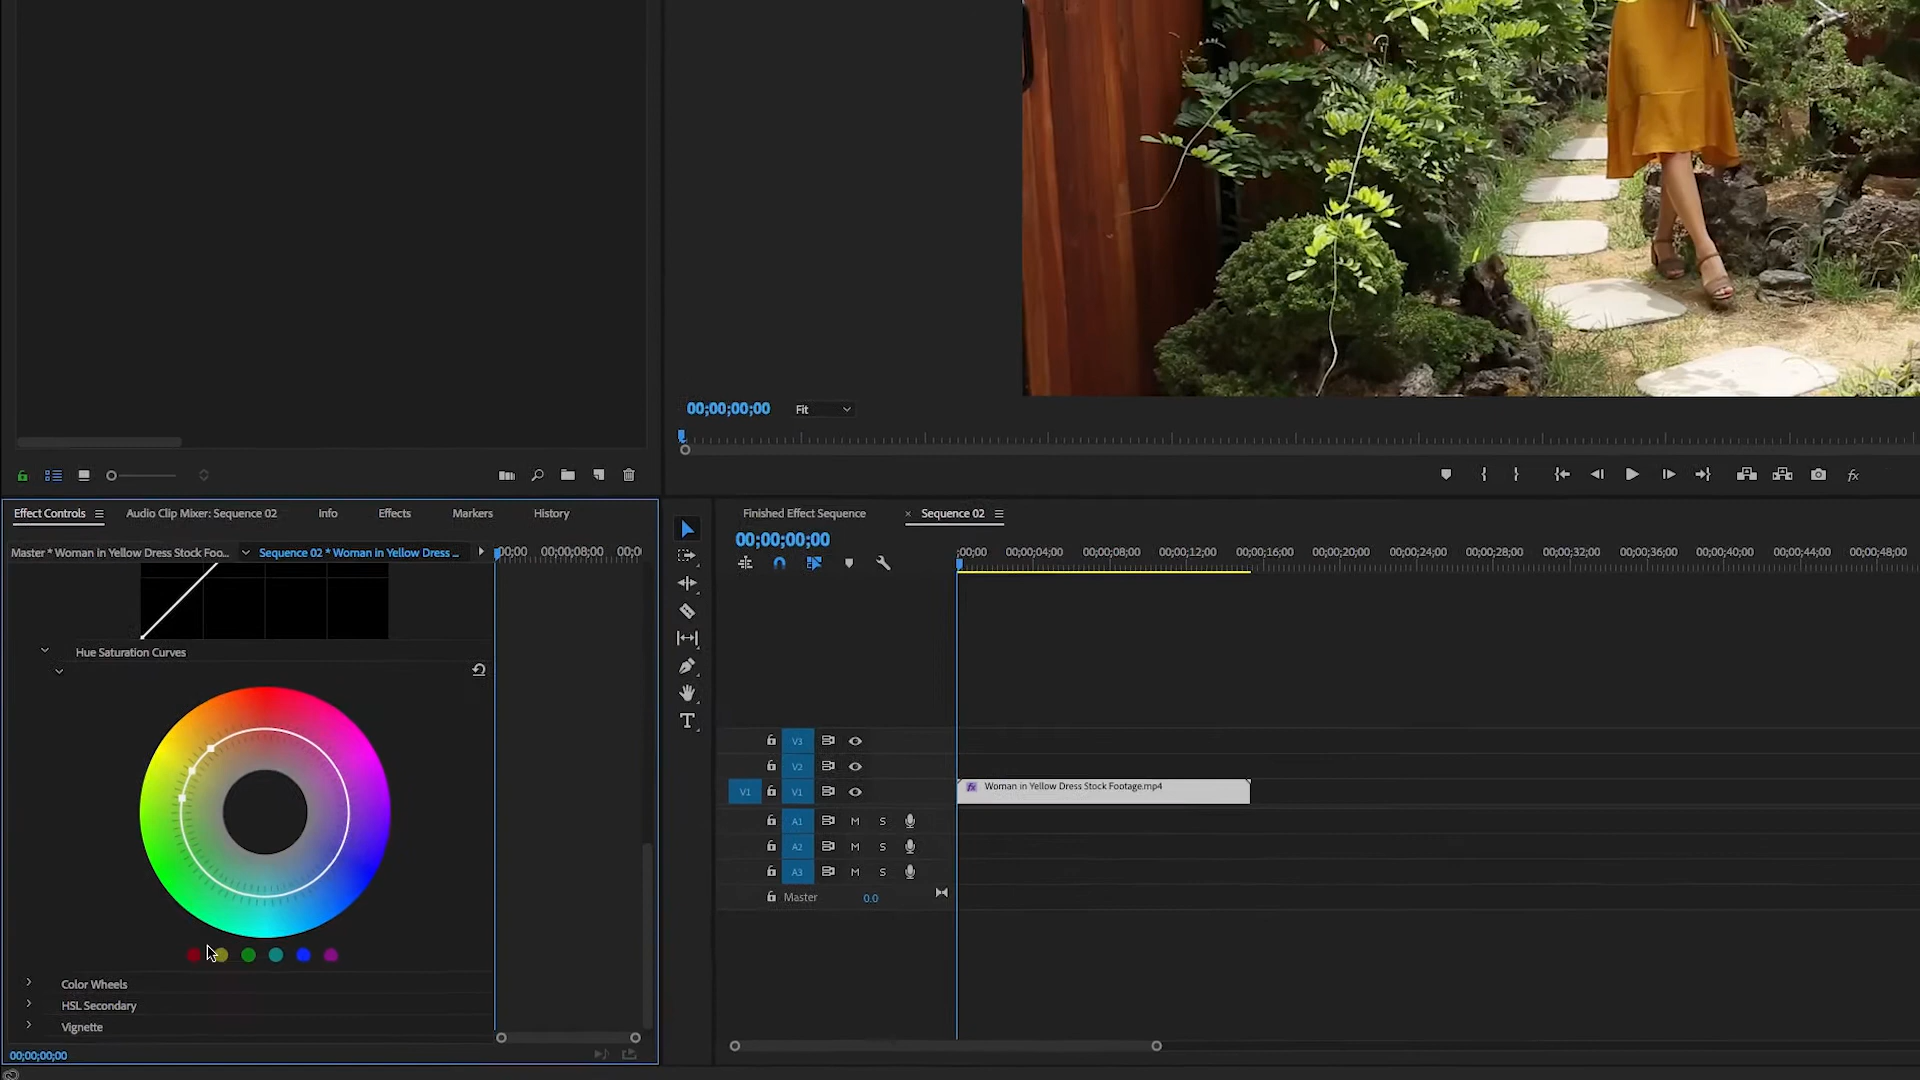 00;00;00;00
Fit
Effect Controls
Audio Clip Mixer: Sequence 02
Info
Effects
Markers
History
Master * Woman in Yellow Dress Stock Foo...
Sequence 02 * Woman in Yellow Dress ...
;00;00
00;00;08;00
00;0
Hue Saturation Curves
Color Wheels
HSL Secondary
Vignette
00;00;00;00
Finished Effect Sequence
× Sequence 02
00;00;00;00
;00;00
00;00;04;00
00;00;08;00
00;00;12;00
00;00;16;00
00;00;20;00
00;00;24;00
00;00;28;00
00;00;32;00
00;00;36;00
00;00;40;00
00;00;44;00
00;00;48;00
V3
V2
V1 V1
fx Woman in Yellow Dress Stock Footage.mp4
A1 M S
A2 M S
A3 M S
Master 0.0
fx
T